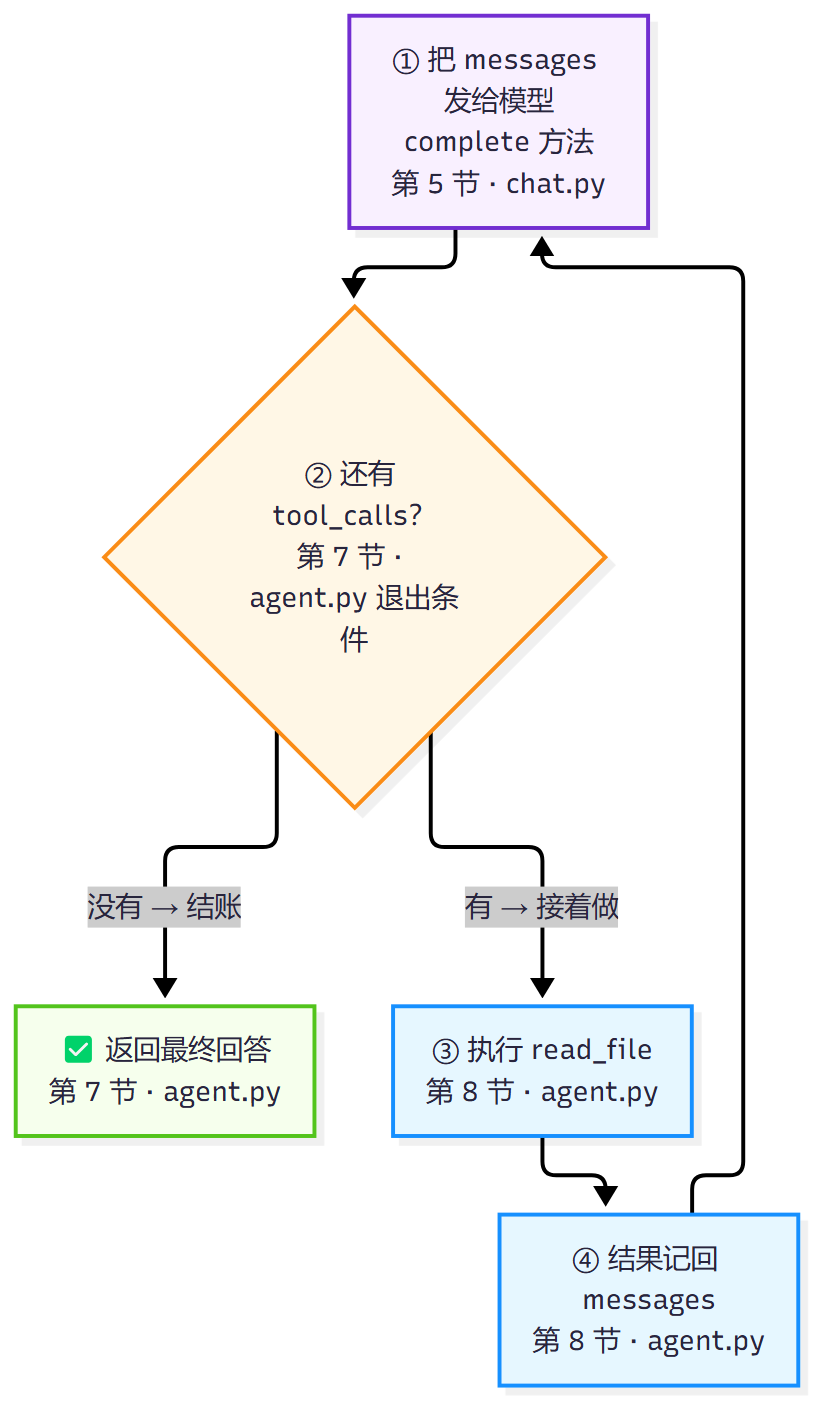 ① 把 messages
发给模型
complete 方法
第 5 节 · chat.py
② 还有
tool_calls?
第 7 节 ·
agent.py 退出条
件
没有 → 结账
有 → 接着做
✅ 返回最终回答
第 7 节 · agent.py
③ 执行 read_file
第 8 节 · agent.py
④ 结果记回
messages
第 8 节 · agent.py